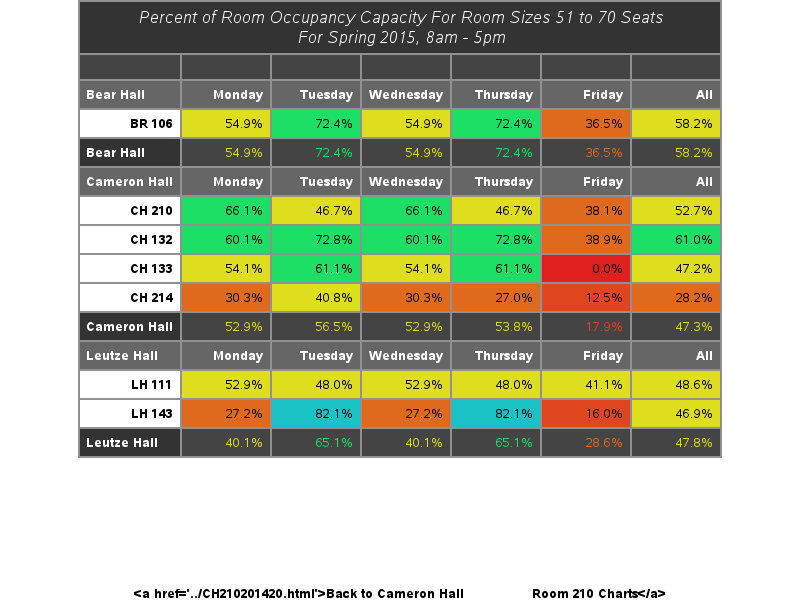 Percent of Room Occupancy Capacity For Room Sizes 51 to 70 Seats
For Spring 2015, 8am - 5pm
Bear Hall Monday Tuesday Wednesday Thursday Friday All
BR 106 54.9% 72.4% 54.9% 72.4% 36.5% 58.2%
Bear Hall 54.9% 72.4% 54.9% 72.4% 36.5% 58.2%
Cameron Hall Monday Tuesday Wednesday Thursday Friday All
CH 210 66.1% 46.7% 66.1% 46.7% 38.1% 52.7%
CH 132 60.1% 72.8% 60.1% 72.8% 38.9% 61.0%
CH 133 54.1% 61.1% 54.1% 61.1% 0.0% 47.2%
CH 214 30.3% 40.8% 30.3% 27.0% 12.5% 28.2%
Cameron Hall 52.9% 56.5% 52.9% 53.8% 17.9% 47.3%
Leutze Hall Monday Tuesday Wednesday Thursday Friday All
LH 111 52.9% 48.0% 52.9% 48.0% 41.1% 48.6%
LH 143 27.2% 82.1% 27.2% 82.1% 16.0% 46.9%
Leutze Hall 40.1% 65.1% 40.1% 65.1% 28.6% 47.8%
<a href='../CH210201420.html'>Back to Cameron Hall Room 210 Charts</a>